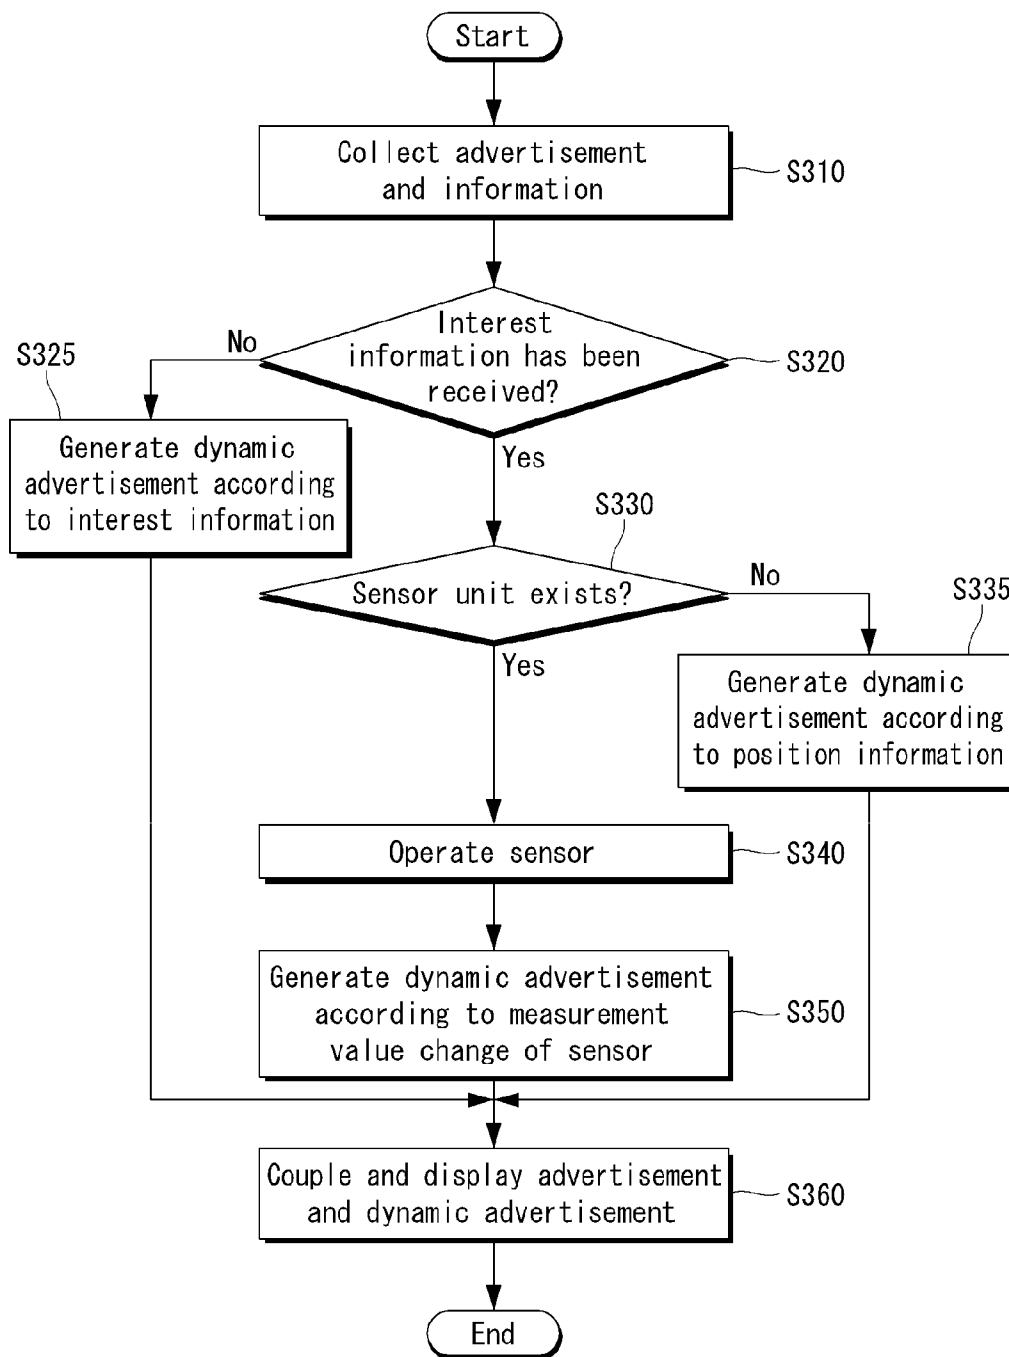 Start
Collect advertisement
and information
S310
Interest
information has been
received?
S320
No
S325
Generate dynamic
advertisement according
to interest information
Yes
S330
Sensor unit exists?
No
S335
Yes
Generate dynamic
advertisement according
to position information
Operate sensor
S340
Generate dynamic advertisement
according to measurement
value change of sensor
S350
Couple and display advertisement
and dynamic advertisement
S360
End